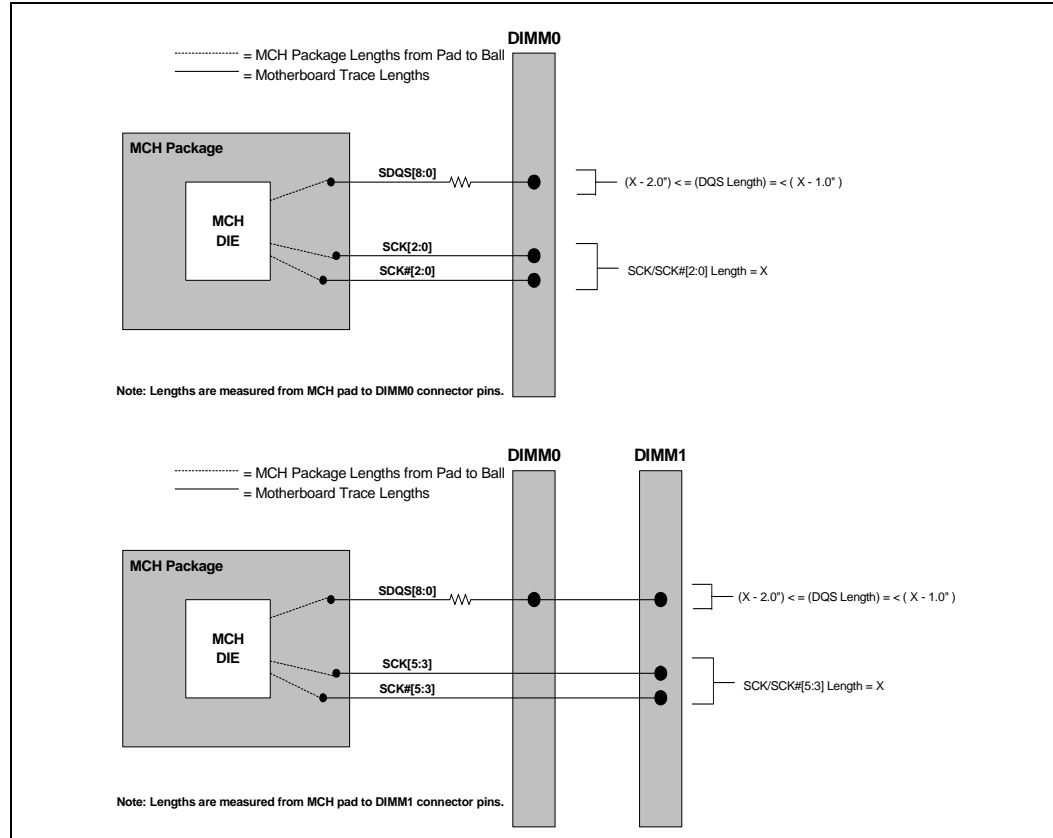 DIMM0
= MCH Package Lengths from Pad to Ball
= Motherboard Trace Lengths
MCH Package
SDQS[8:0]
(X - 2.0") < = (DQS Length) = < ( X - 1.0" )
MCH
DIE
SCK[2:0]
SCK#[2:0]
SCK/SCK#[2:0] Length = X
Note: Lengths are measured from MCH pad to DIMM0 connector pins.
DIMM0
DIMM1
= MCH Package Lengths from Pad to Ball
= Motherboard Trace Lengths
MCH Package
SDQS[8:0]
(X - 2.0") < = (DQS Length) = < ( X - 1.0" )
MCH
DIE
SCK[5:3]
SCK#[5:3]
SCK/SCK#[5:3] Length = X
Note: Lengths are measured from MCH pad to DIMM1 connector pins.